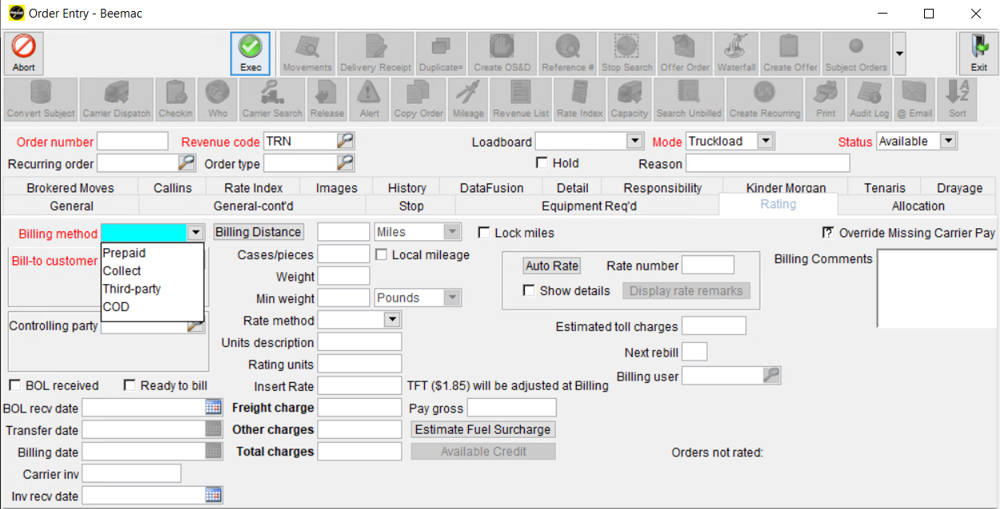 Order Entry - Beemac
Abort Exec Movements Delivery Receipt Duplicate= Create OS&D Reference # Stop Search Offer Order Waterfall Create Offer Subject Orders Exit
Convert Subject Carrier Dispatch Checkin Who Carrier Search Release Alert Copy Order Mileage Revenue List Rate Index Capacity Search Unbilled Create Recurring Print Audit Log @ Email Sort
Order number Revenue code TRN Loadboard Mode Truckload Status Available
Recurring order Order type Hold Reason
Brokered Moves Callins Rate Index Images History DataFusion Detail Responsibility Kinder Morgan Tenaris Drayage
General General-cont'd Stop Equipment Req'd Rating Allocation
Billing method Billing Distance Miles Lock miles Override Missing Carrier Pay
Prepaid
Collect
Third-party
COD
Bill-to customer Cases/pieces Local mileage Billing Comments
Auto Rate Rate number
Weight
Show details Display rate remarks
Min weight Pounds
Controlling party Rate method Estimated toll charges
Units description Next rebill
Rating units Billing user
BOL received Ready to bill Insert Rate TFT ($1.85) will be adjusted at Billing
BOL recv date Freight charge Pay gross
Transfer date Other charges Estimate Fuel Surcharge
Billing date Total charges Available Credit Orders not rated:
Carrier inv
Inv recv date